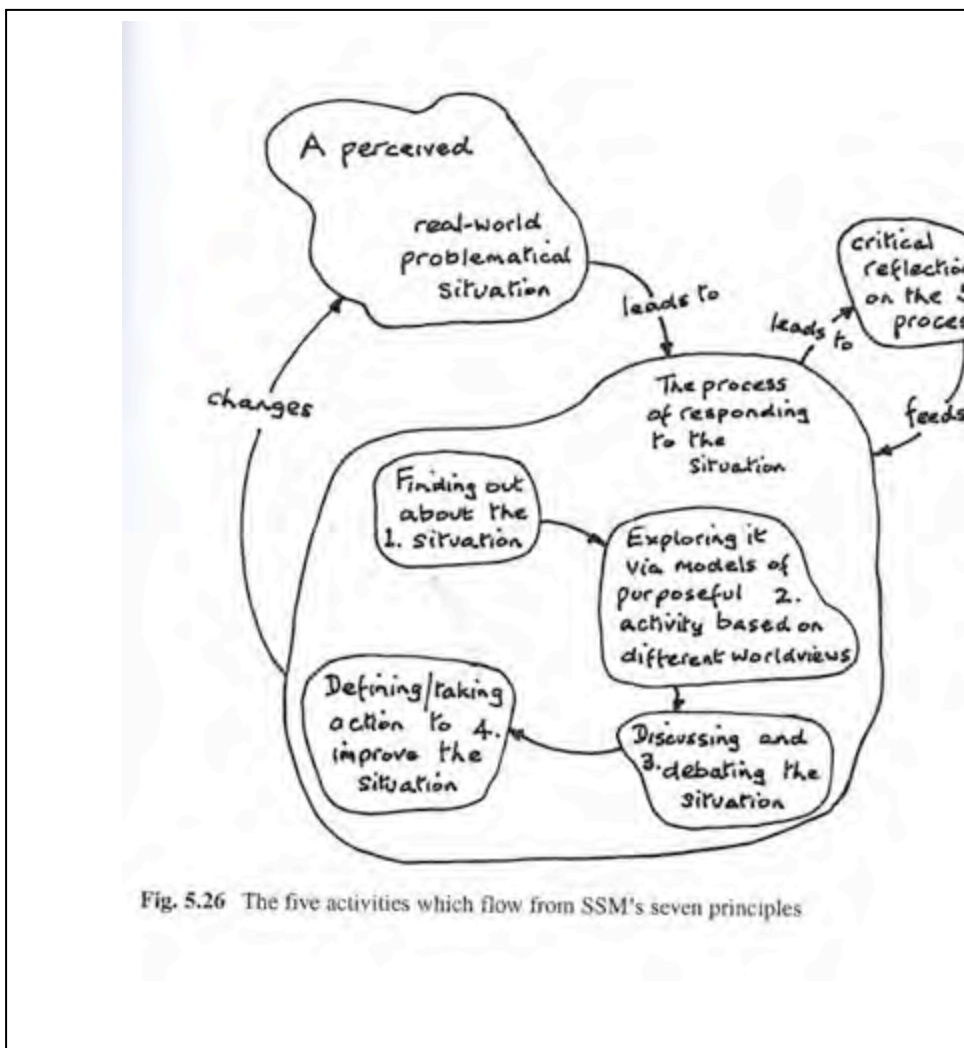 A perceived
real-world
problematical
situation
leads to
critical
reflection
on the
leads to
feeds
changes
The process
of responding
to the
situation
Finding out
about the
1. situation
Exploring it
via models of
purposeful 2.
activity based on
different worldviews
Discussing and
3. debating the
situation
Defining/taking
action to 4.
improve the
situation
Fig. 5.26 The five activities which flow from SSM's seven principles